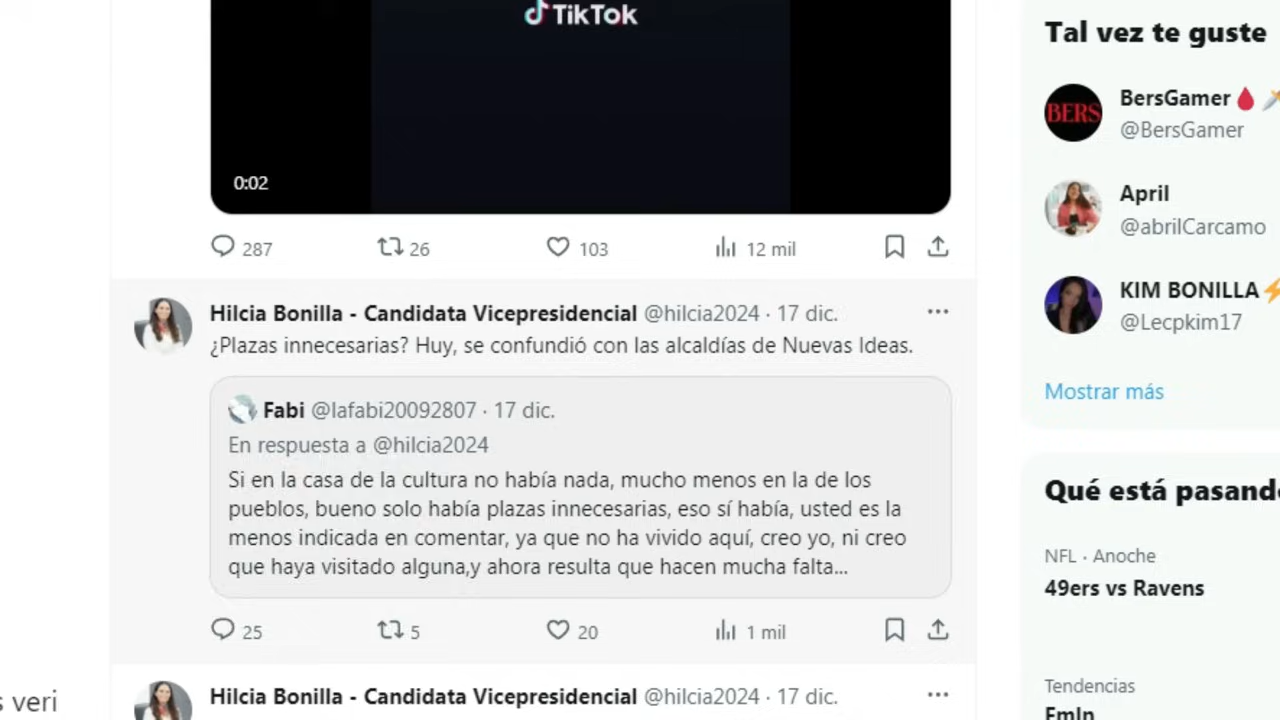 TikTok
0:02
287 26 103 12 mil
Hilcia Bonilla - Candidata Vicepresidencial @hilcia2024 · 17 dic.
¿Plazas innecesarias? Huy, se confundió con las alcaldías de Nuevas Ideas.
Fabi @lafabi20092807 · 17 dic.
En respuesta a @hilcia2024
Si en la casa de la cultura no había nada, mucho menos en la de los
pueblos, bueno solo había plazas innecesarias, eso sí había, usted es la
menos indicada en comentar, ya que no ha vivido aquí, creo yo, ni creo
que haya visitado alguna,y ahora resulta que hacen mucha falta...
25 5 20 1 mil
Hilcia Bonilla - Candidata Vicepresidencial @hilcia2024 · 17 dic.
s veri
Tal vez te guste
BERS
BersGamer
@BersGamer
April
@abrilCarcamo
KIM BONILLA
@Lecpkim17
Mostrar más
Qué está pasand
NFL · Anoche
49ers vs Ravens
Tendencias